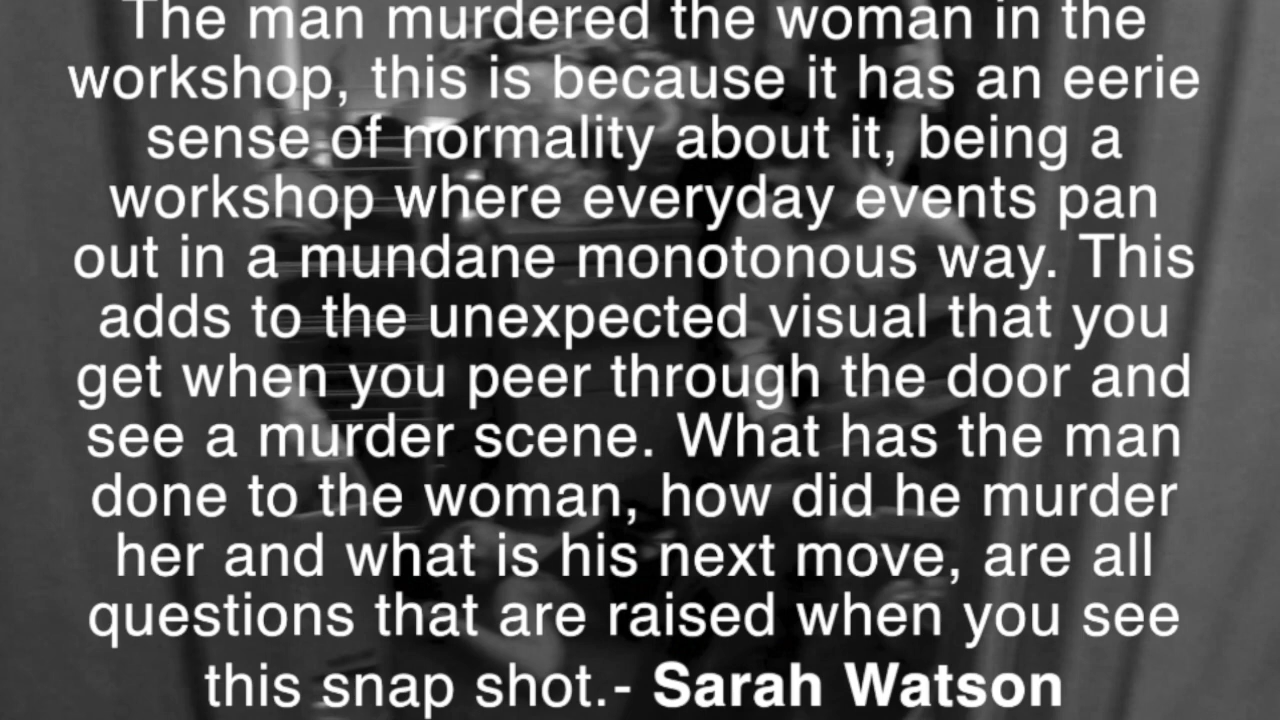 The man murdered the woman in the
workshop, this is because it has an eerie
sense of normality about it, being a
workshop where everyday events pan
out in a mundane monotonous way. This
adds to the unexpected visual that you
get when you peer through the door and
see a murder scene. What has the man
done to the woman, how did he murder
her and what is his next move, are all
questions that are raised when you see
this snap shot.- Sarah Watson